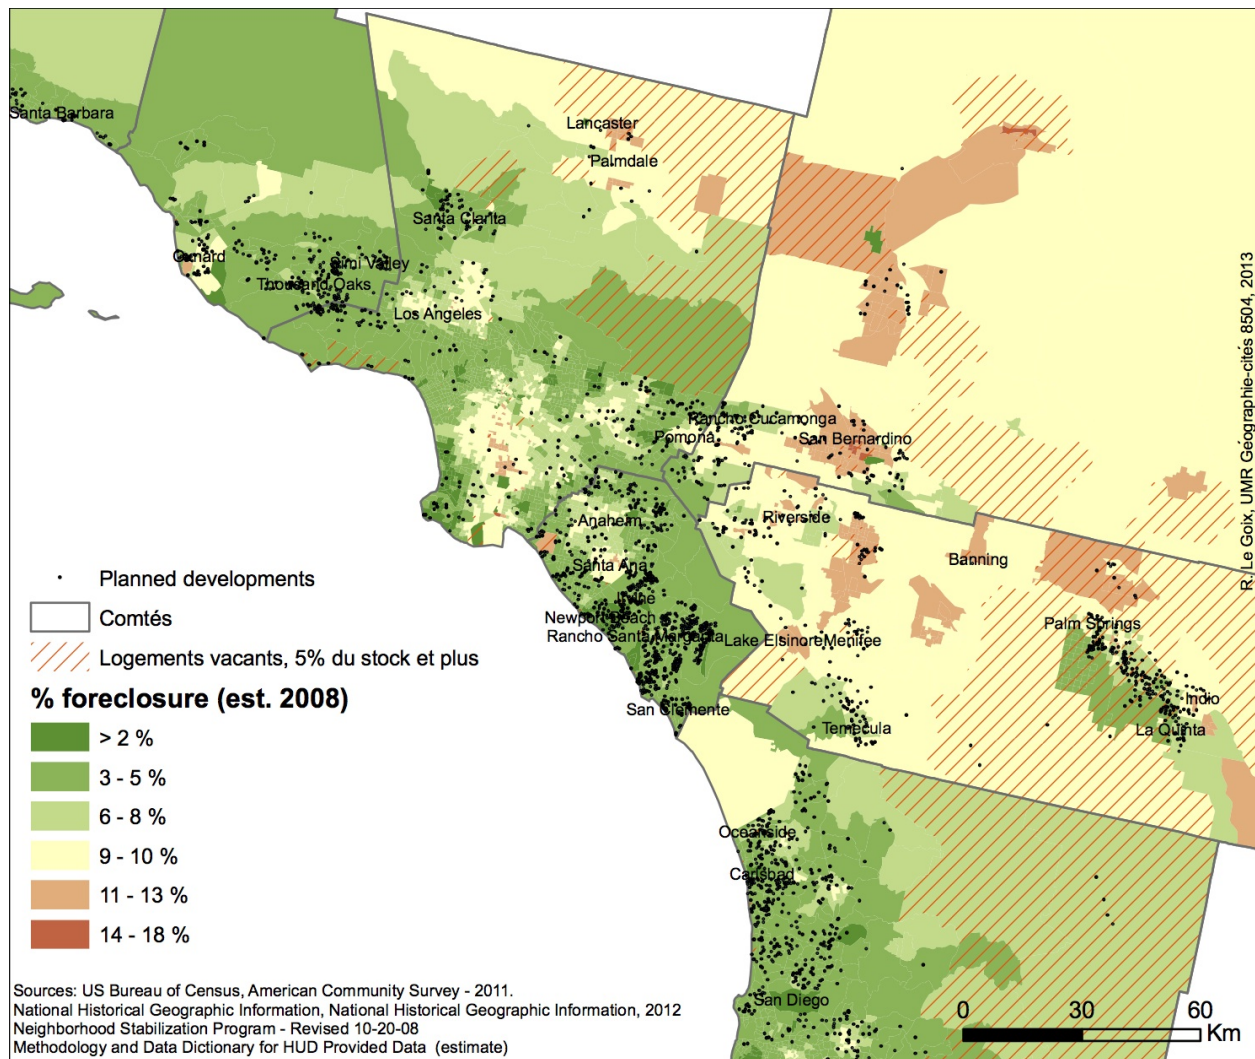 Santa Barbara
Lancaster
Palmdale
Santa Clarita
Oxnard
Simi Valley
Thousand Oaks
Los Angeles
Rancho Cucamonga
Pomona
San Bernardino
Anaheim
Riverside
Santa Ana
Banning
Irvine
Newport Beach
Rancho Santa Margarita
Lake Elsinore
Menifee
Palm Springs
San Clemente
Temecula
Indio
La Quinta
Oceanside
Carlsbad
San Diego
R. Le Goix, UMR Géographie-cités 8504, 2013
Planned developments
Comtés
Logements vacants, 5% du stock et plus
% foreclosure (est. 2008)
> 2 %
3 - 5 %
6 - 8 %
9 - 10 %
11 - 13 %
14 - 18 %
Sources: US Bureau of Census, American Community Survey - 2011.
National Historical Geographic Information, National Historical Geographic Information, 2012
Neighborhood Stabilization Program - Revised 10-20-08
Methodology and Data Dictionary for HUD Provided Data (estimate)
0 30 60
Km